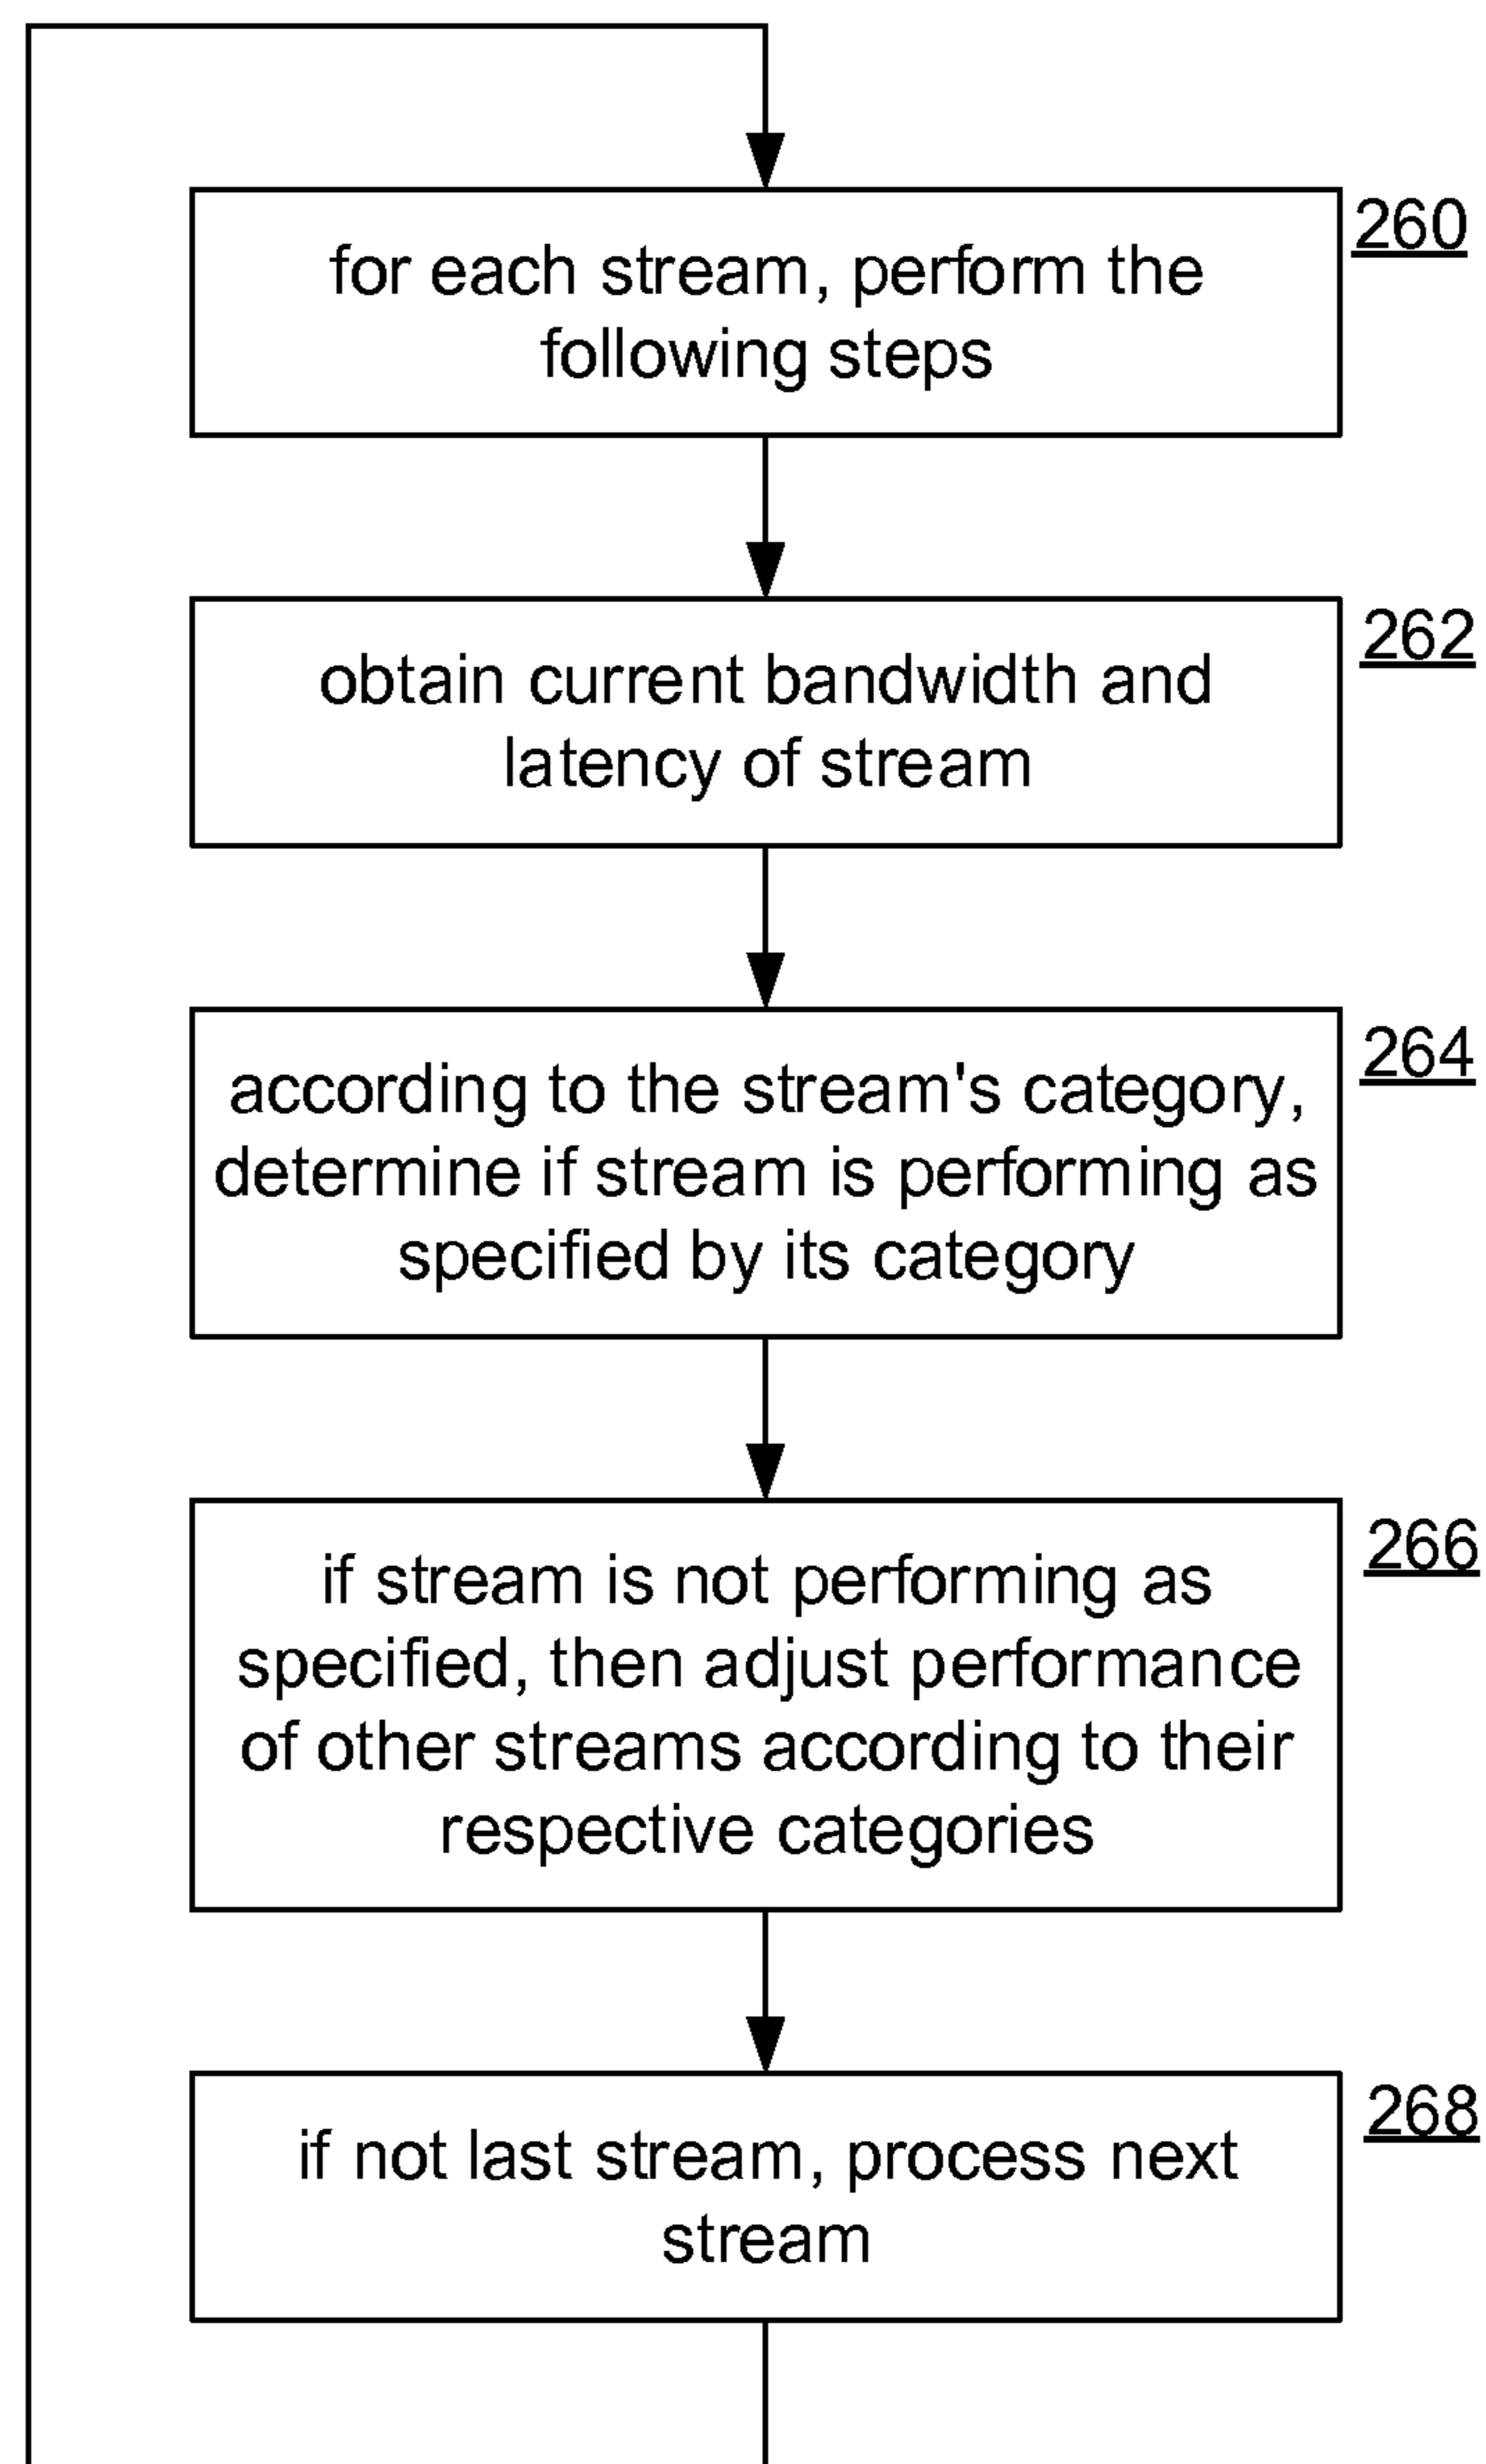 260
for each stream, perform the
following steps
262
obtain current bandwidth and
latency of stream
264
according to the stream's category,
determine if stream is performing as
specified by its category
266
if stream is not performing as
specified, then adjust performance
of other streams according to their
respective categories
268
if not last stream, process next
stream